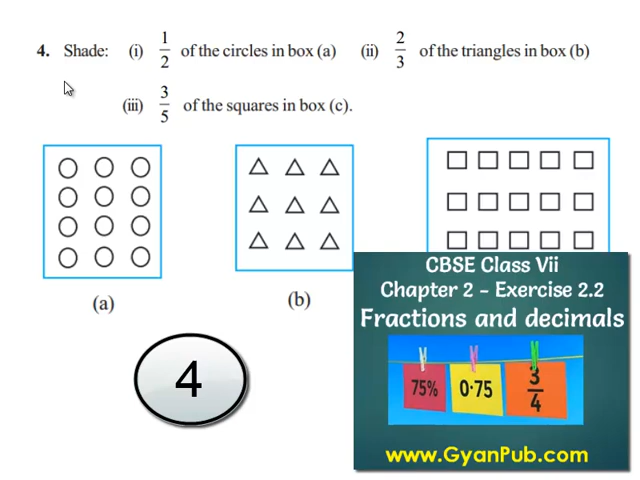 4. Shade: (i) 1/2 of the circles in box (a) (ii) 2/3 of the triangles in box (b)
(iii) 3/5 of the squares in box (c).
(a)
(b)
4
CBSE Class Vii
Chapter 2 - Exercise 2.2
Fractions and decimals
75% 0·75 3/4
www.GyanPub.com